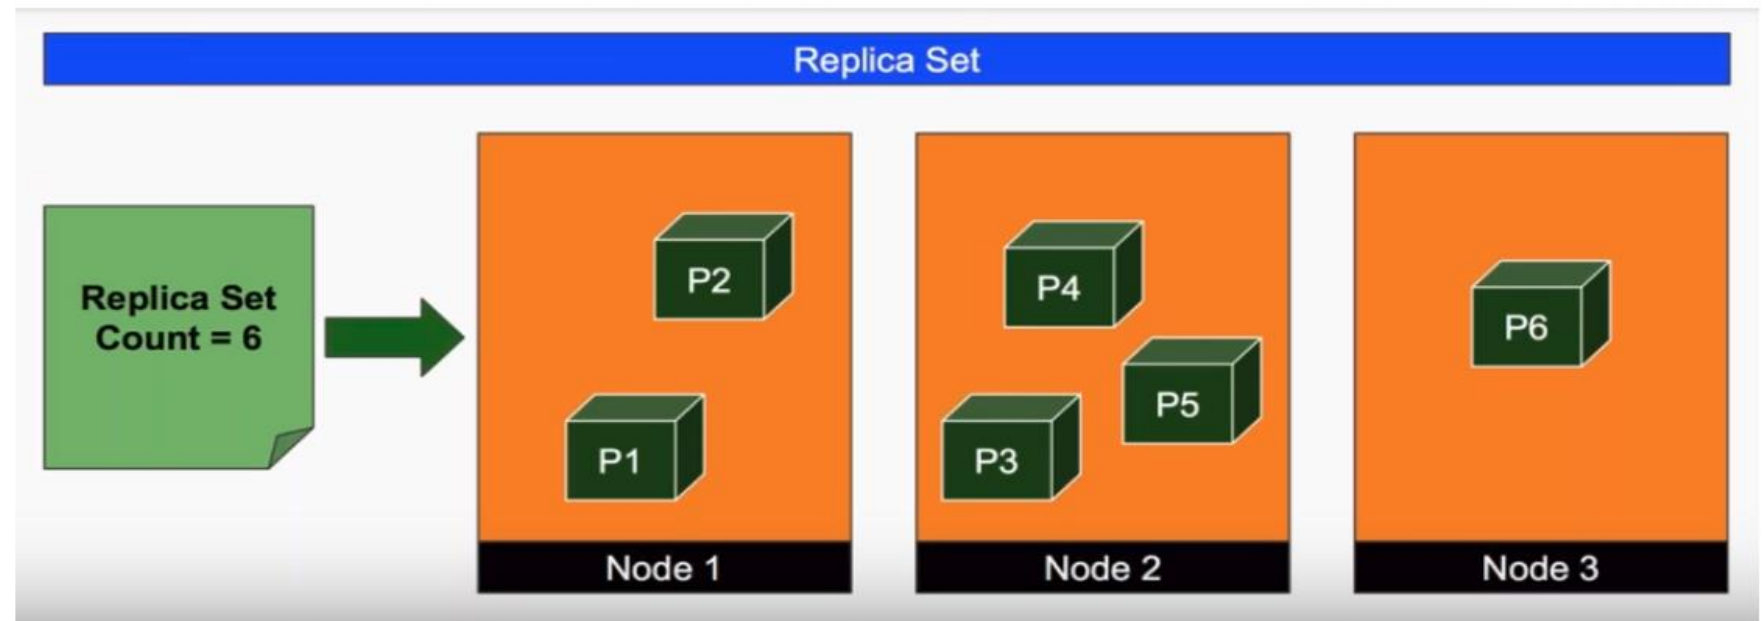 Replica Set
Replica Set
Count = 6
P2
P1
P4
P5
P3
P6
Node 1
Node 2
Node 3